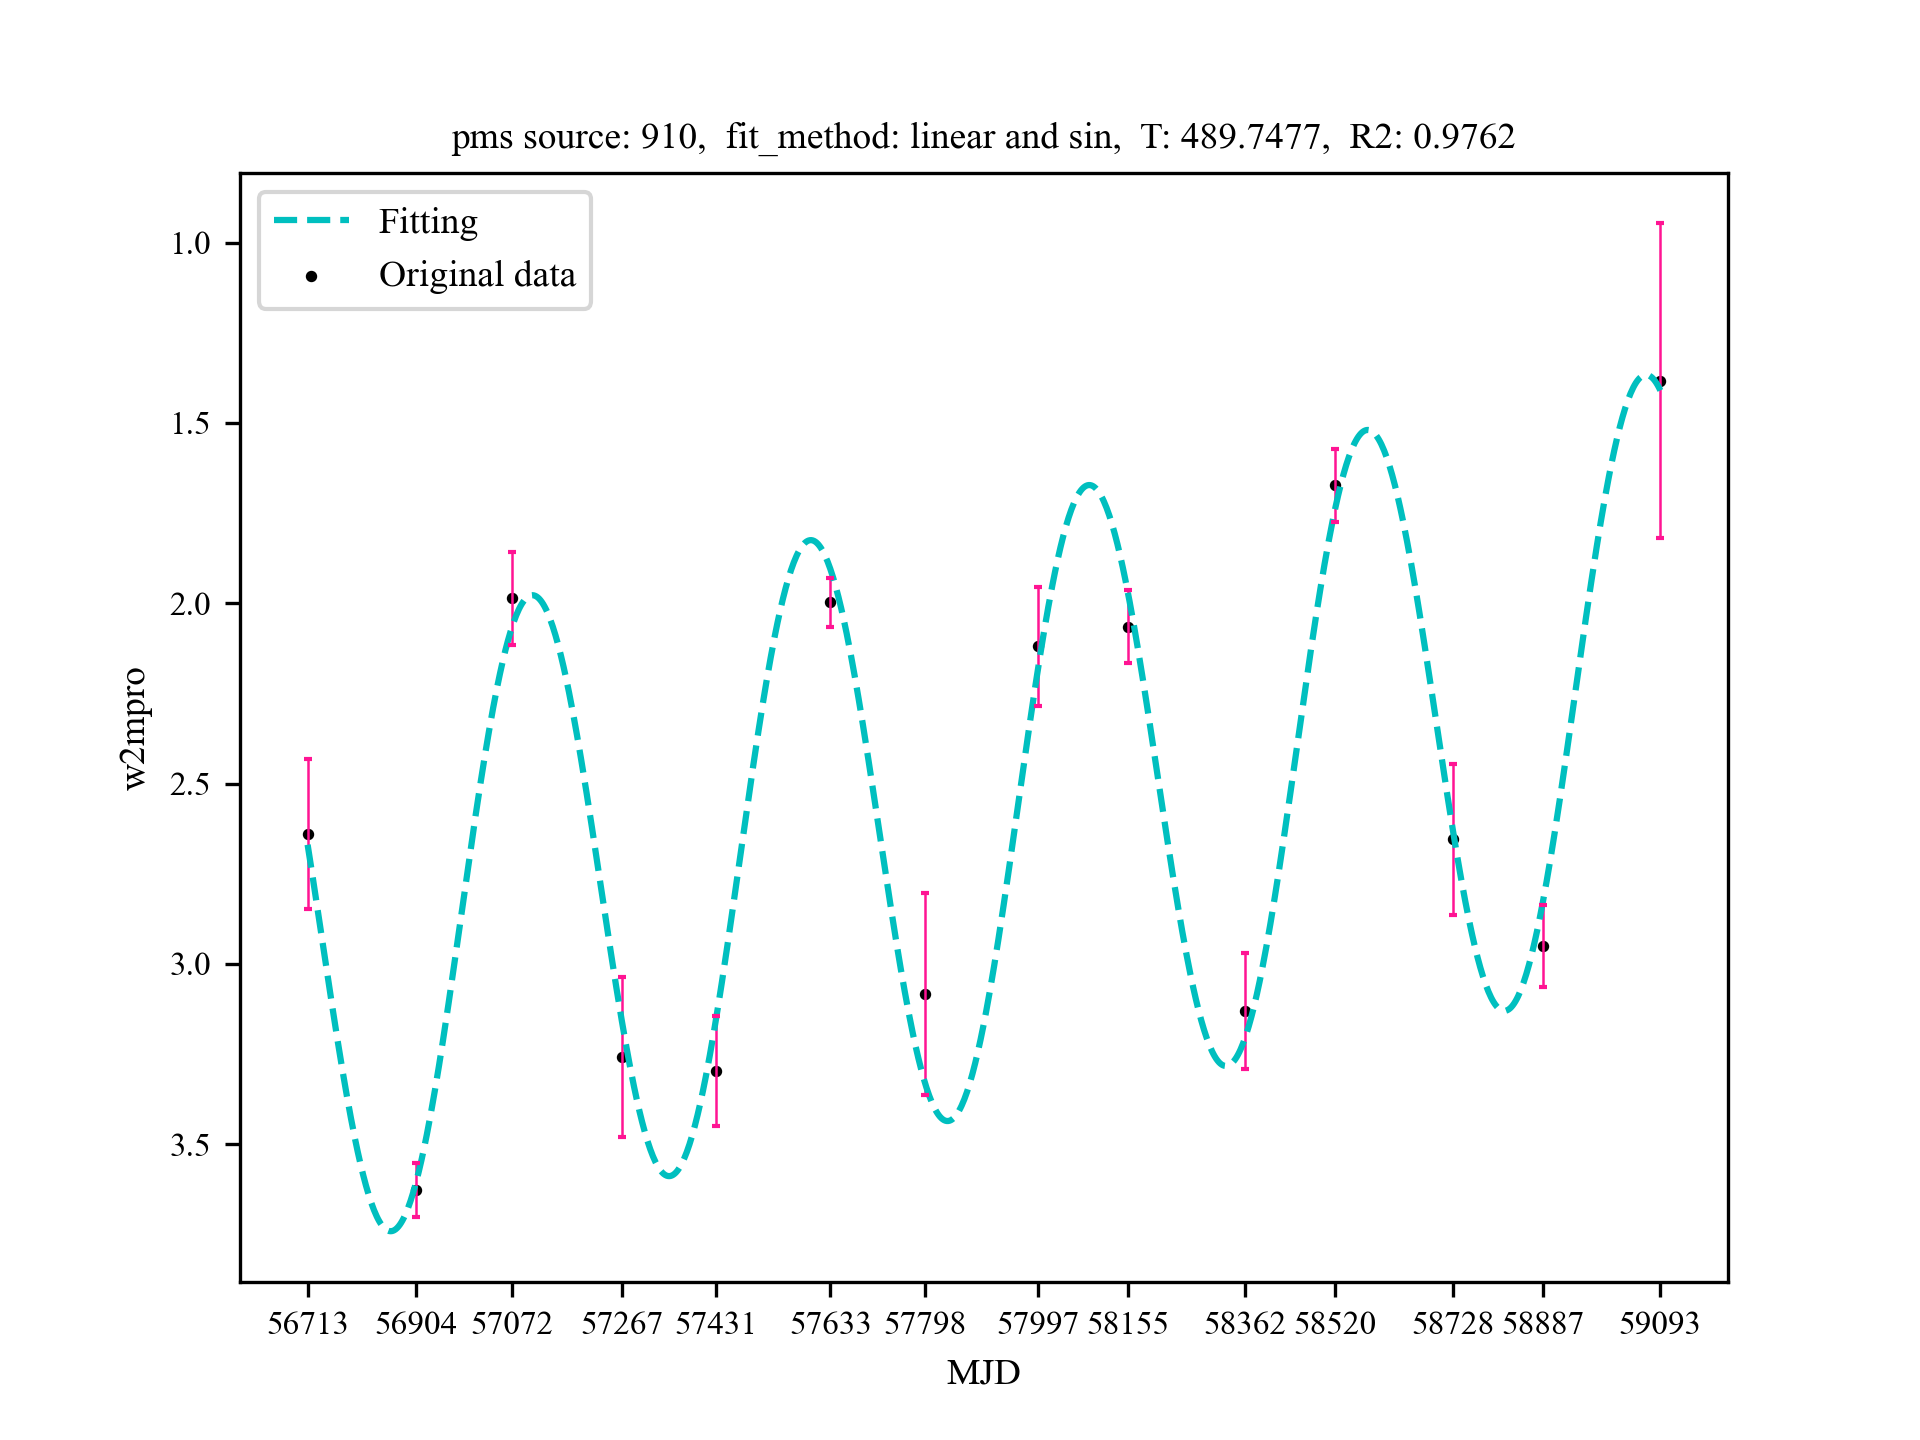 pms source: 910,  fit_method: linear and sin,  T: 489.7477,  R2: 0.9762
Fitting
Original data
1.0
1.5
2.0
2.5
3.0
3.5
w2mpro
56713 56904 57072 57267 57431 57633 57798 57997 58155 58362 58520 58728 58887 59093
MJD